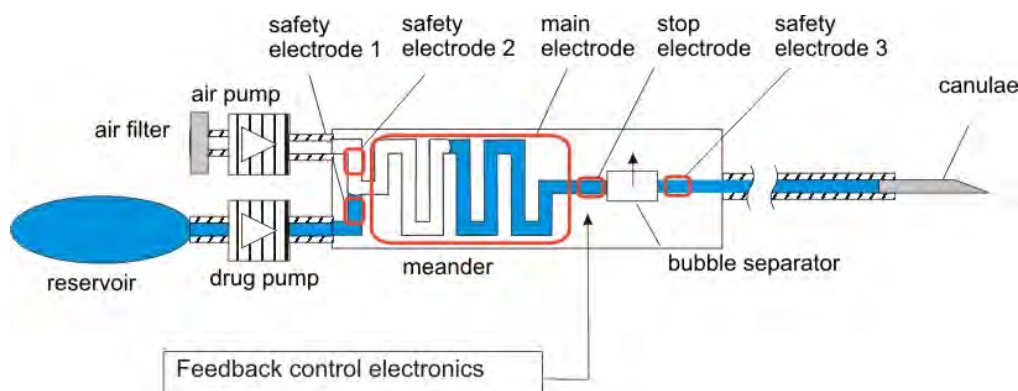 safety
electrode 1
safety
electrode 2
main
electrode
stop
electrode
safety
electrode 3
air pump
canulae
air filter
reservoir
drug pump
meander
bubble separator
Feedback control electronics